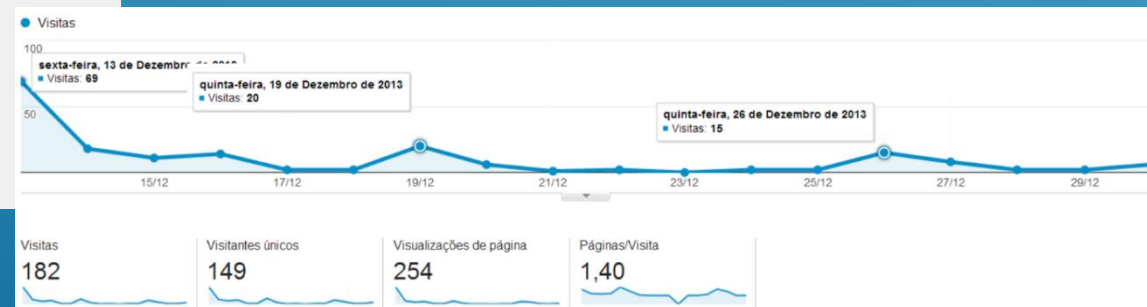 Visitas
100
sexta-feira, 13 de Dezembro de 2013
Visitas: 69
quinta-feira, 19 de Dezembro de 2013
Visitas: 20
50
quinta-feira, 26 de Dezembro de 2013
Visitas: 15
15/12 17/12 19/12 21/12 23/12 25/12 27/12 29/12
Visitas Visitantes únicos Visualizações de página Páginas/Visita
182 149 254 1,40